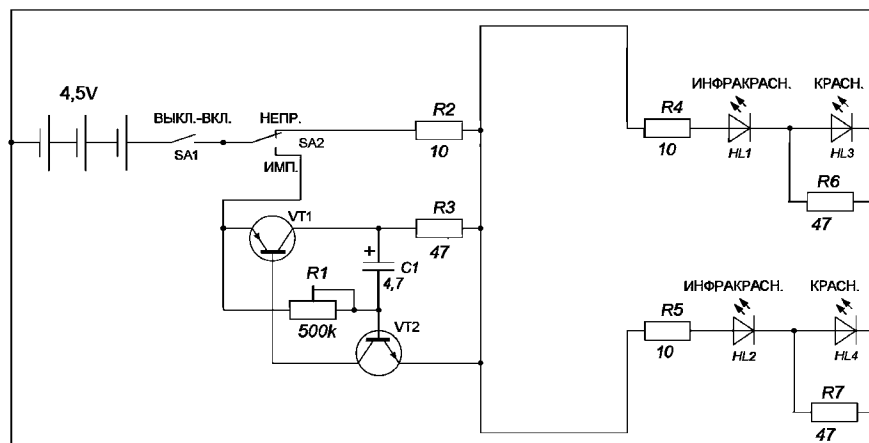 4,5V
ВЫКЛ.-ВКЛ.
SA1
НЕПР.
SA2
ИМП.
R2
10
R4
10
ИНФРАКРАСН.
HL1
КРАСН.
HL3
R6
47
VT1
R3
47
+
C1
4,7
R1
500k
VT2
R5
10
ИНФРАКРАСН.
HL2
КРАСН.
HL4
R7
47